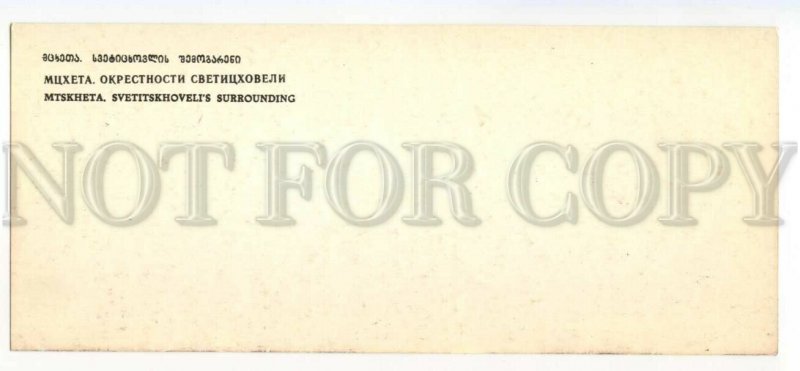 მცხეთა. სვეტიცხოვლის შემოგარენი
МЦХЕТА. ОКРЕСТНОСТИ СВЕТИЦХОВЕЛИ
MTSKHETA. SVETITSKHOVELI'S SURROUNDING
NOT FOR COPY